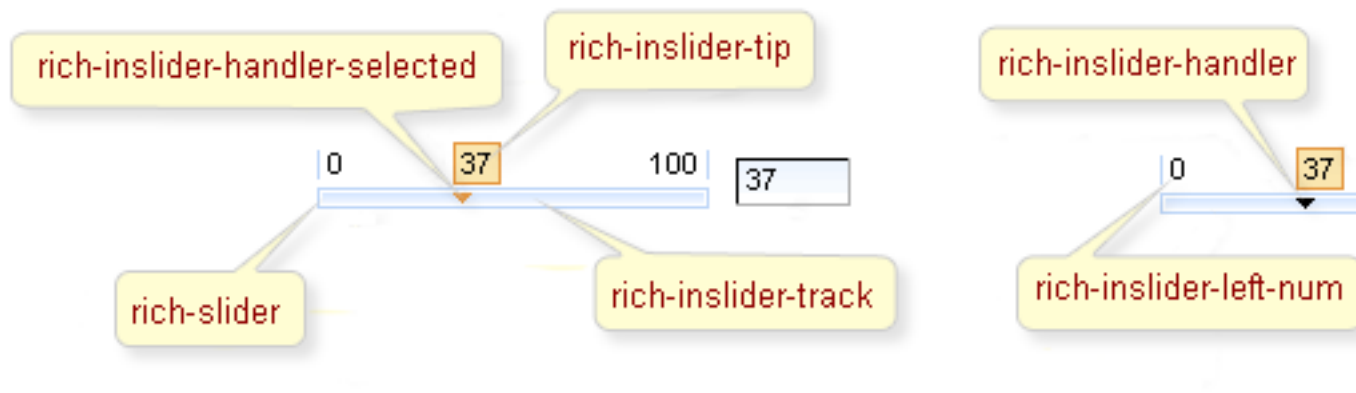 rich-inslider-handler-selected
rich-inslider-tip
rich-inslider-handler
0
37
100
37
0
37
rich-slider
rich-inslider-track
rich-inslider-left-num